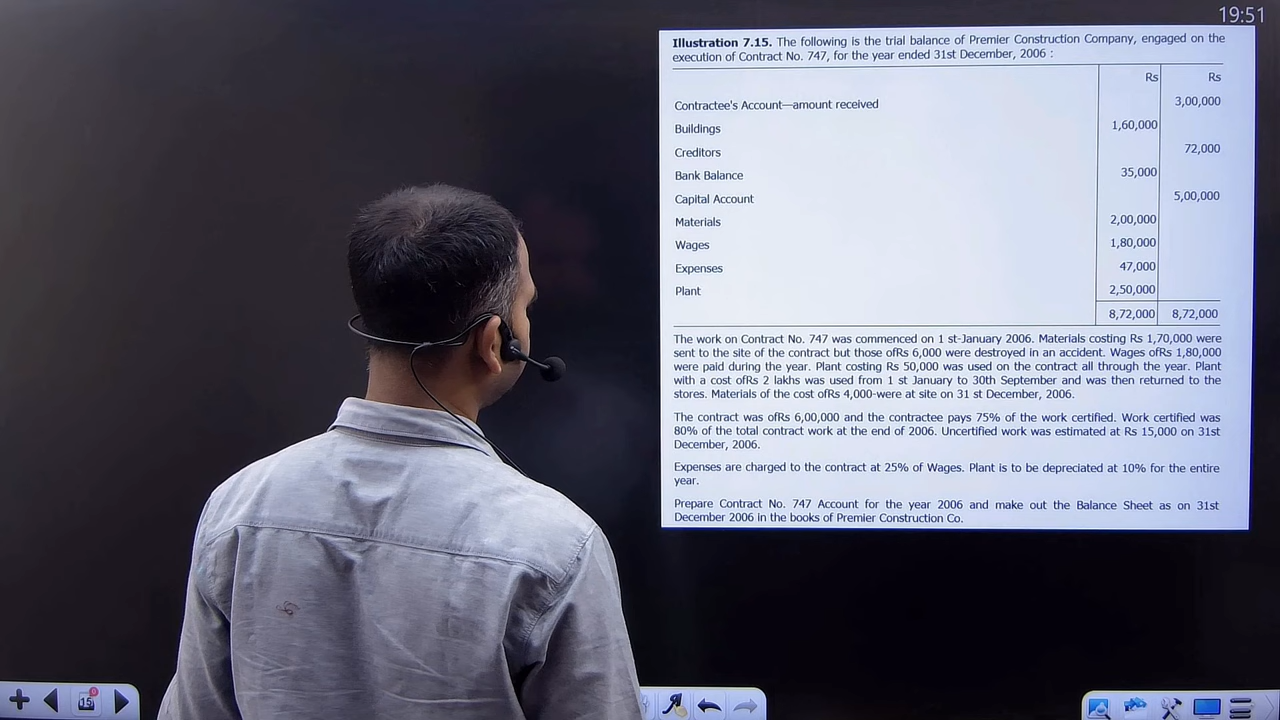 19:51
Illustration 7.15. The following is the trial balance of Premier Construction Company, engaged on the
execution of Contract No. 747, for the year ended 31st December, 2006 :
Rs Rs
Contractee's Account—amount received 3,00,000
Buildings 1,60,000
Creditors 72,000
Bank Balance 35,000
Capital Account 5,00,000
Materials 2,00,000
Wages 1,80,000
Expenses 47,000
Plant 2,50,000
8,72,000 8,72,000
The work on Contract No. 747 was commenced on 1 st-January 2006. Materials costing Rs 1,70,000 were
sent to the site of the contract but those ofRs 6,000 were destroyed in an accident. Wages ofRs 1,80,000
were paid during the year. Plant costing Rs 50,000 was used on the contract all through the year. Plant
with a cost ofRs 2 lakhs was used from 1 st January to 30th September and was then returned to the
stores. Materials of the cost ofRs 4,000-were at site on 31 st December, 2006.
The contract was ofRs 6,00,000 and the contractee pays 75% of the work certified. Work certified was
80% of the total contract work at the end of 2006. Uncertified work was estimated at Rs 15,000 on 31st
December, 2006.
Expenses are charged to the contract at 25% of Wages. Plant is to be depreciated at 10% for the entire
year.
Prepare Contract No. 747 Account for the year 2006 and make out the Balance Sheet as on 31st
December 2006 in the books of Premier Construction Co.
15